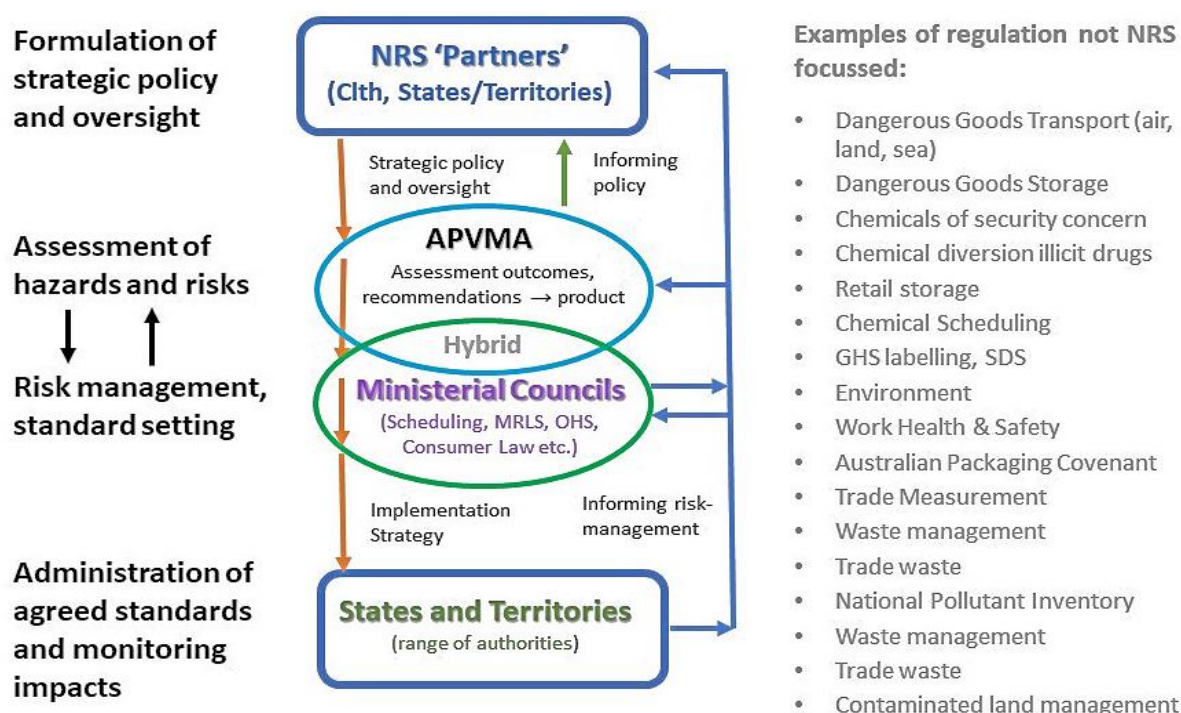 Formulation of
strategic policy
and oversight
NRS ‘Partners’
(Clth, States/Territories)
Strategic policy
and oversight
Informing
policy
Assessment of
hazards and risks
APVMA
Assessment outcomes,
recommendations → product
Hybrid
Risk management,
standard setting
Ministerial Councils
(Scheduling, MRLS, OHS,
Consumer Law etc.)
Implementation
Strategy
Informing risk-
management
Administration of
agreed standards
and monitoring
impacts
States and Territories
(range of authorities)
Examples of regulation not NRS
focussed:
• Dangerous Goods Transport (air,
land, sea)
• Dangerous Goods Storage
• Chemicals of security concern
• Chemical diversion illicit drugs
• Retail storage
• Chemical Scheduling
• GHS labelling, SDS
• Environment
• Work Health & Safety
• Australian Packaging Covenant
• Trade Measurement
• Waste management
• Trade waste
• National Pollutant Inventory
• Waste management
• Trade waste
• Contaminated land management